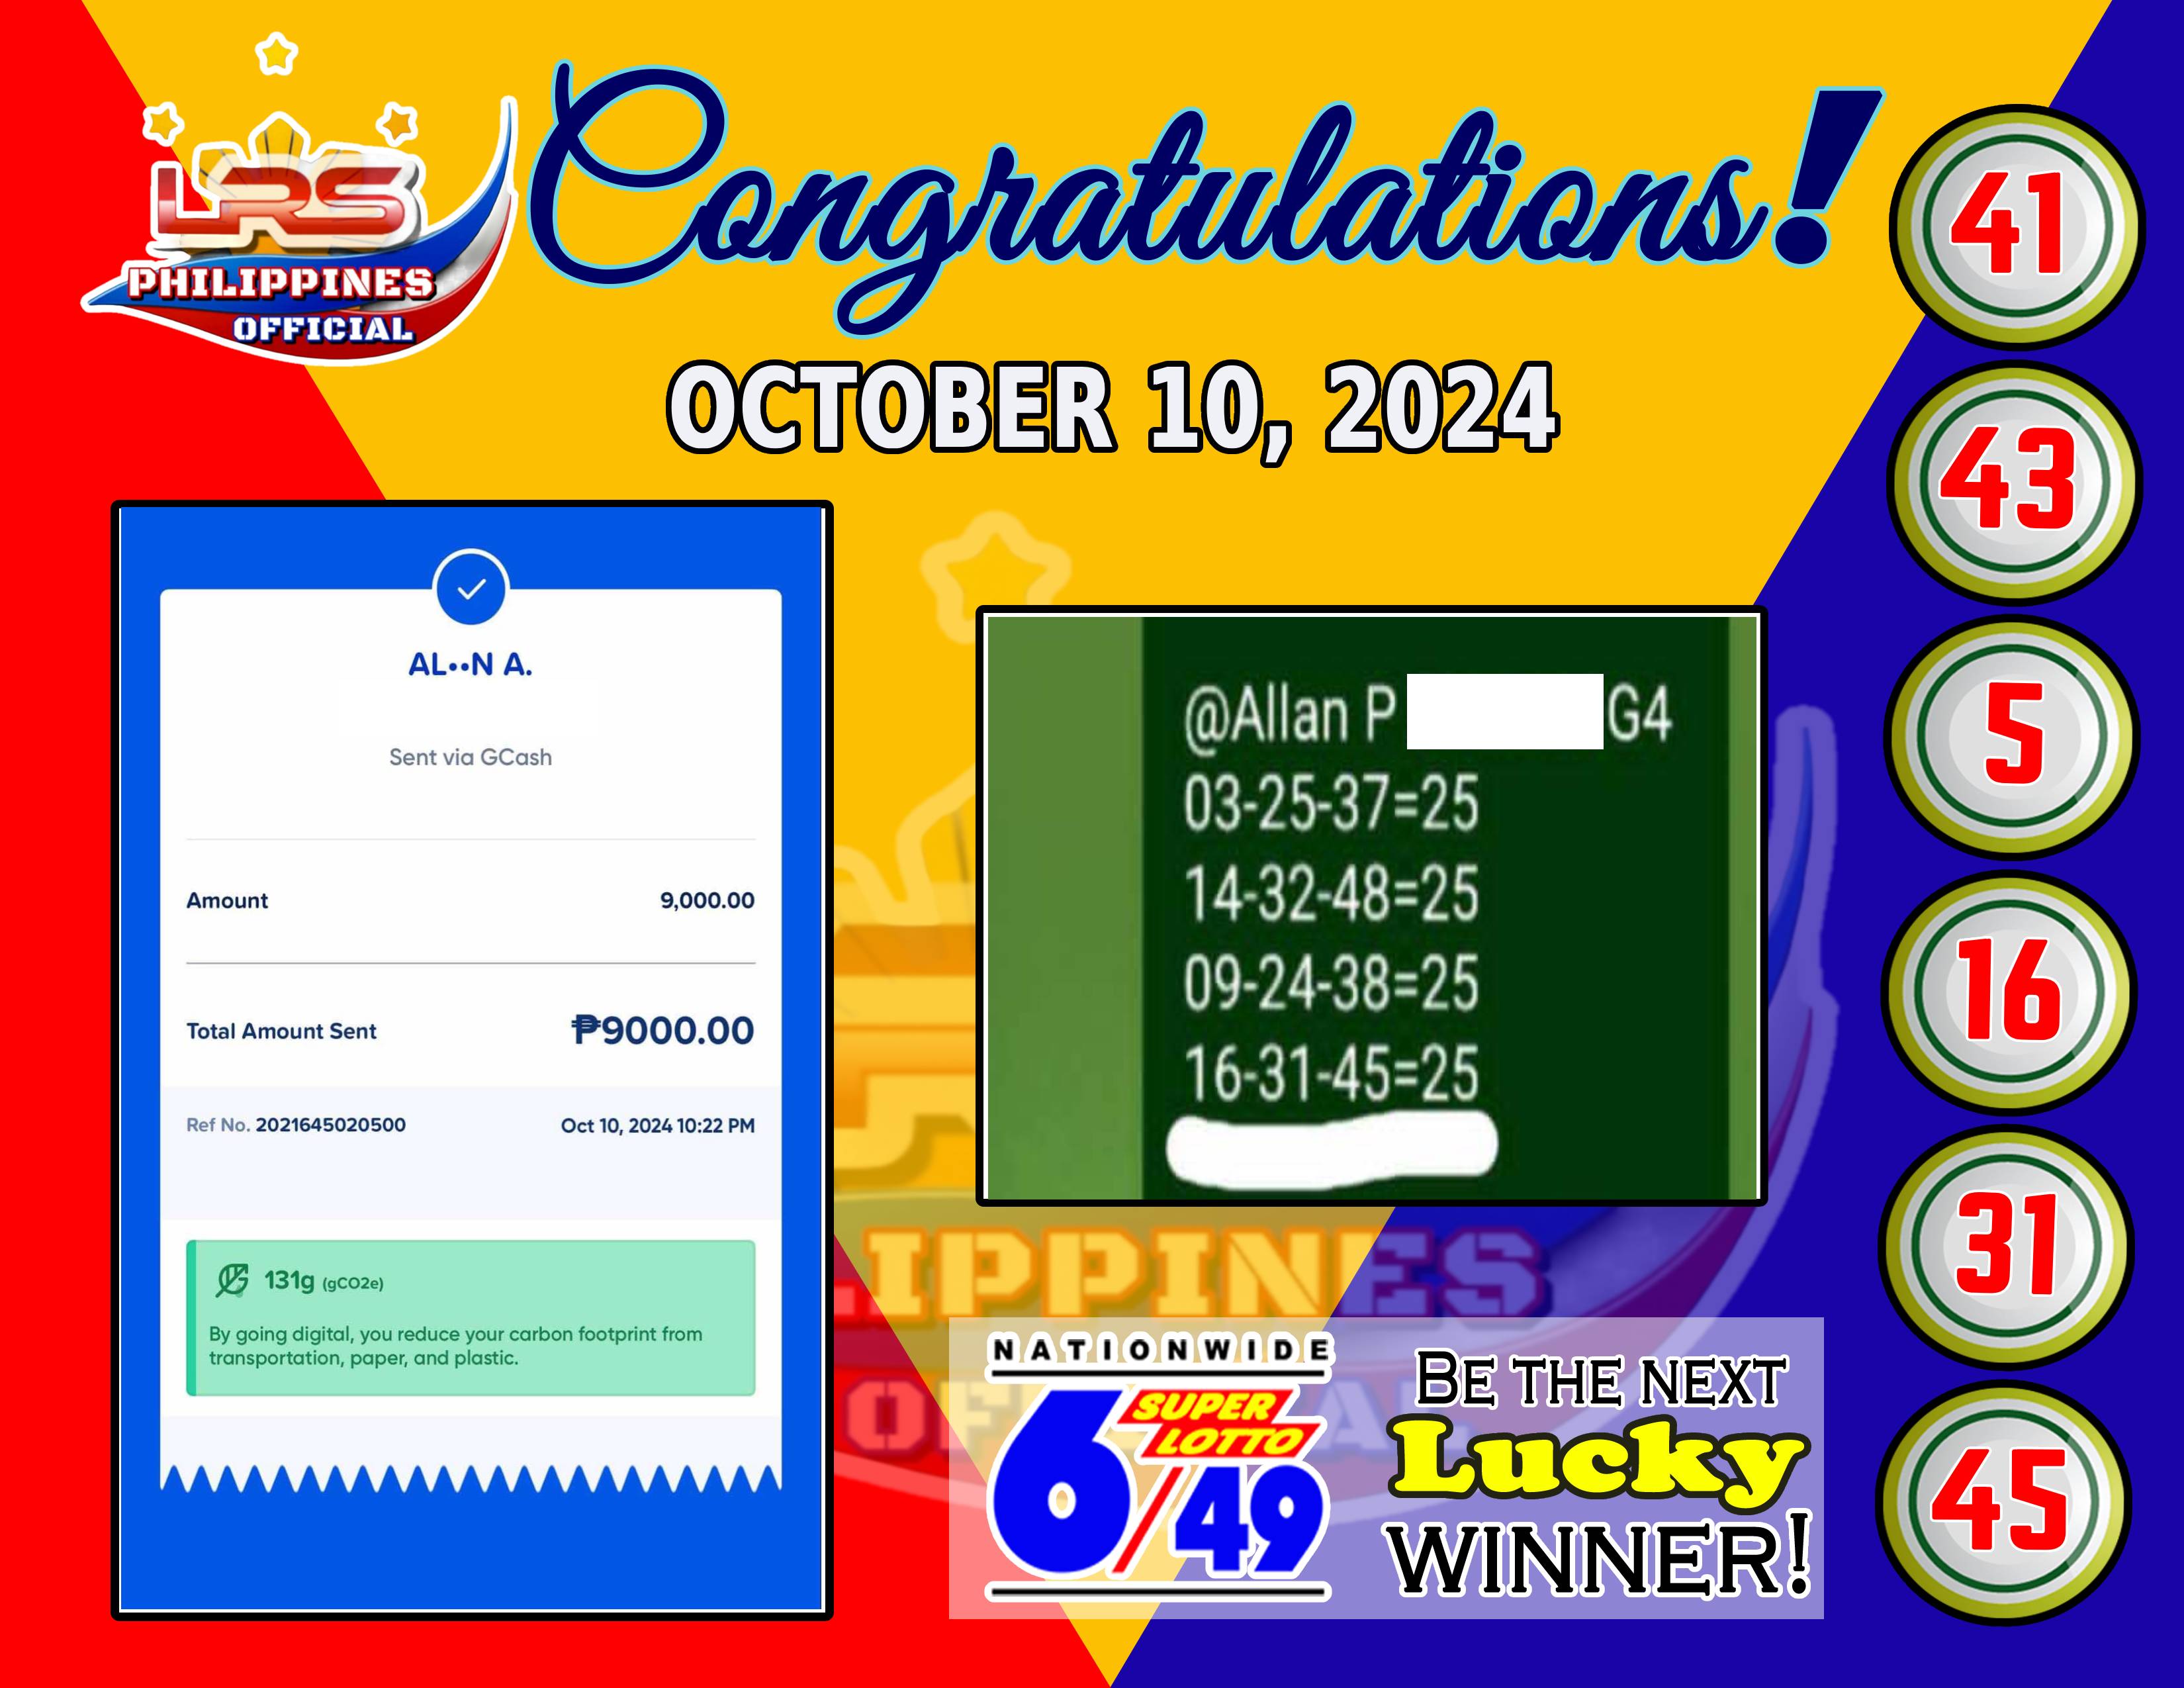 LRS
PHILIPPINES
OFFICIAL
Congratulations!
OCTOBER 10, 2024
AL••N A.
Sent via GCash
Amount 9,000.00
Total Amount Sent ₱9000.00
Ref No. 2021645020500 Oct 10, 2024 10:22 PM
131g (gCO2e)
By going digital, you reduce your carbon footprint from
transportation, paper, and plastic.
@Allan P G4
03-25-37=25
14-32-48=25
09-24-38=25
16-31-45=25
IPPINES
OFFICIAL
NATIONWIDE
SUPER
LOTTO
6/49
BE THE NEXT
Lucky
WINNER!
41
43
5
16
31
45